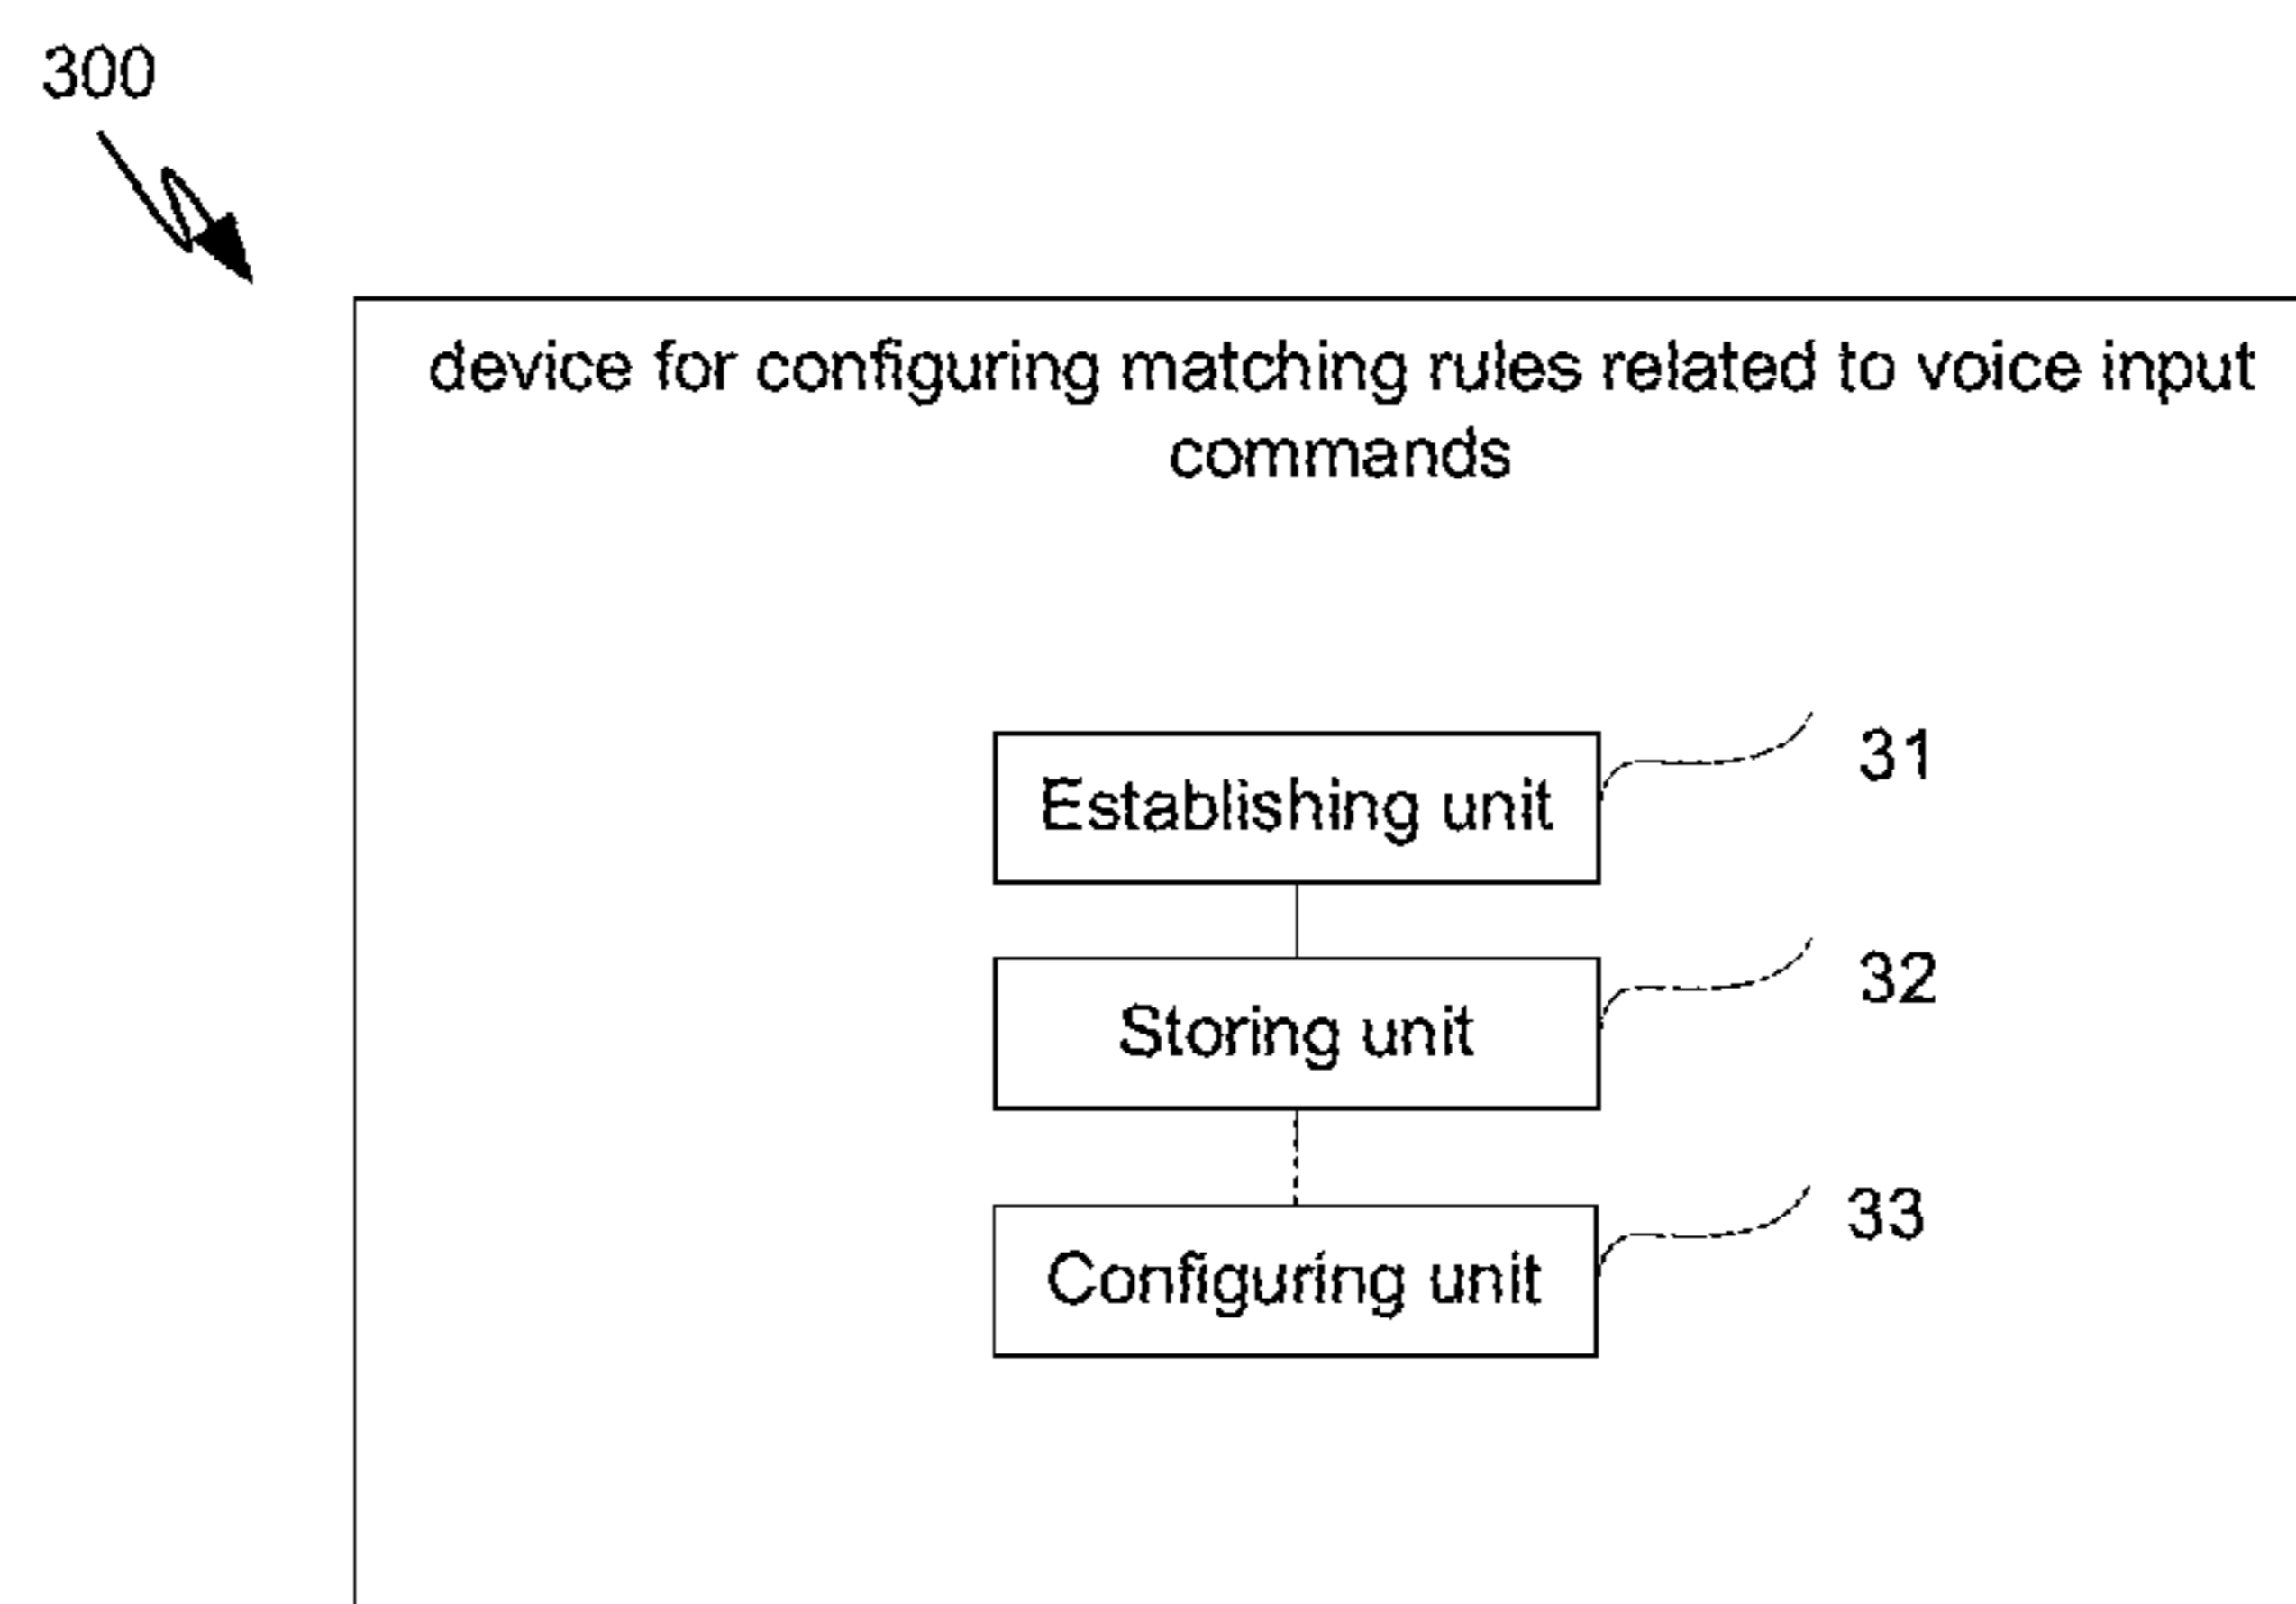 300
device for configuring matching rules related to voice input
commands
Establishing unit
31
Storing unit
32
Configuring unit
33